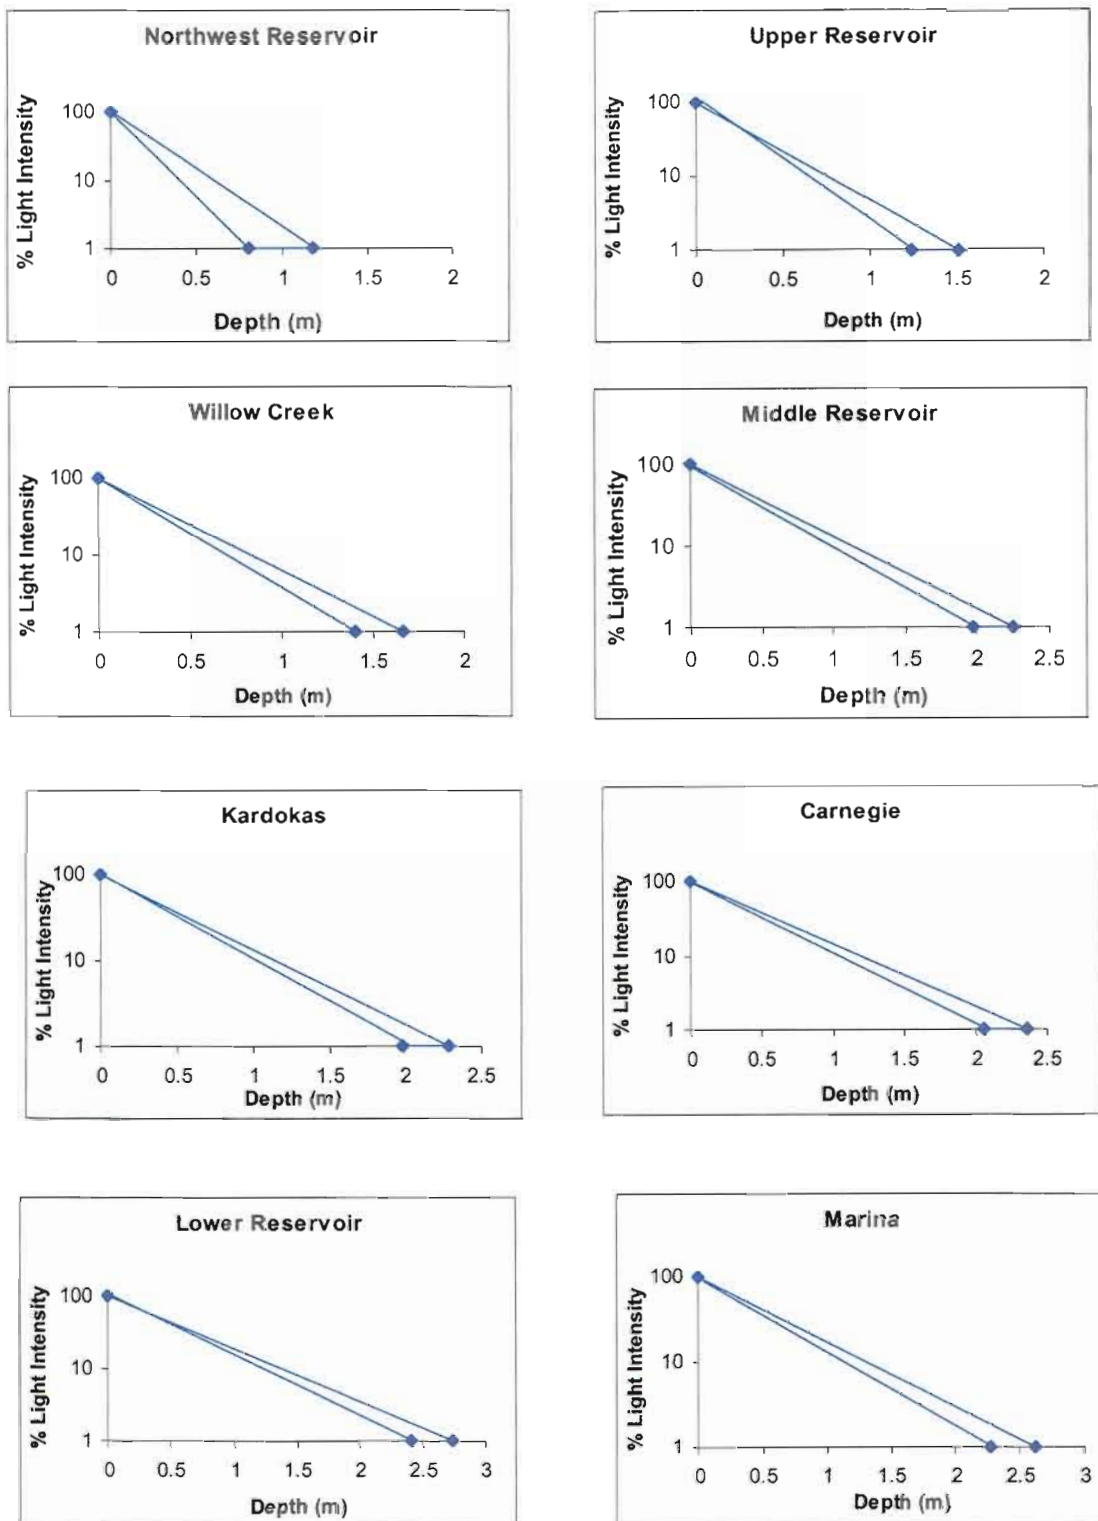 Northwest Reservoir
% Light Intensity
100
10
1
0 0.5 1 1.5 2
Depth (m)
Upper Reservoir
% Light Intensity
100
10
1
0 0.5 1 1.5 2
Depth (m)
Willow Creek
% Light Intensity
100
10
1
0 0.5 1 1.5 2
Depth (m)
Middle Reservoir
% Light Intensity
100
10
1
0 0.5 1 1.5 2 2.5
Depth (m)
Kardokas
% Light Intensity
100
10
1
0 0.5 1 1.5 2 2.5
Depth (m)
Carnegie
% Light Intensity
100
10
1
0 0.5 1 1.5 2 2.5
Depth (m)
Lower Reservoir
% Light Intensity
100
10
1
0 0.5 1 1.5 2 2.5 3
Depth (m)
Marina
% Light Intensity
100
10
1
0 0.5 1 1.5 2 2.5 3
Depth (m)